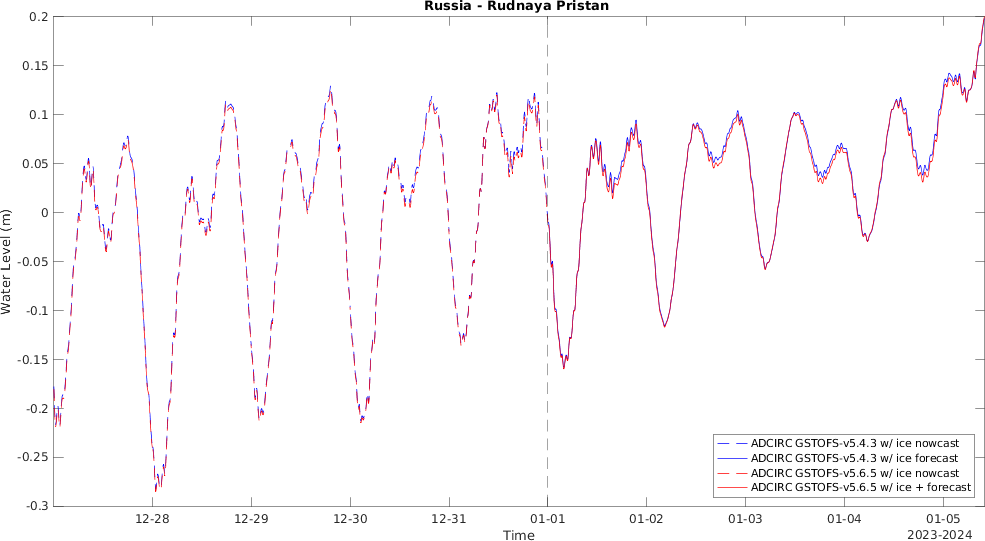 Russia - Rudnaya Pristan
0.2
0.15
0.1
0.05
0
-0.05
-0.1
-0.15
-0.2
-0.25
-0.3
Water Level (m)
ADCIRC GSTOFS-v5.4.3 w/ ice nowcast
ADCIRC GSTOFS-v5.4.3 w/ ice forecast
ADCIRC GSTOFS-v5.6.5 w/ ice nowcast
ADCIRC GSTOFS-v5.6.5 w/ ice + forecast
12-28 12-29 12-30 12-31 01-01 01-02 01-03 01-04 01-05
Time
2023-2024